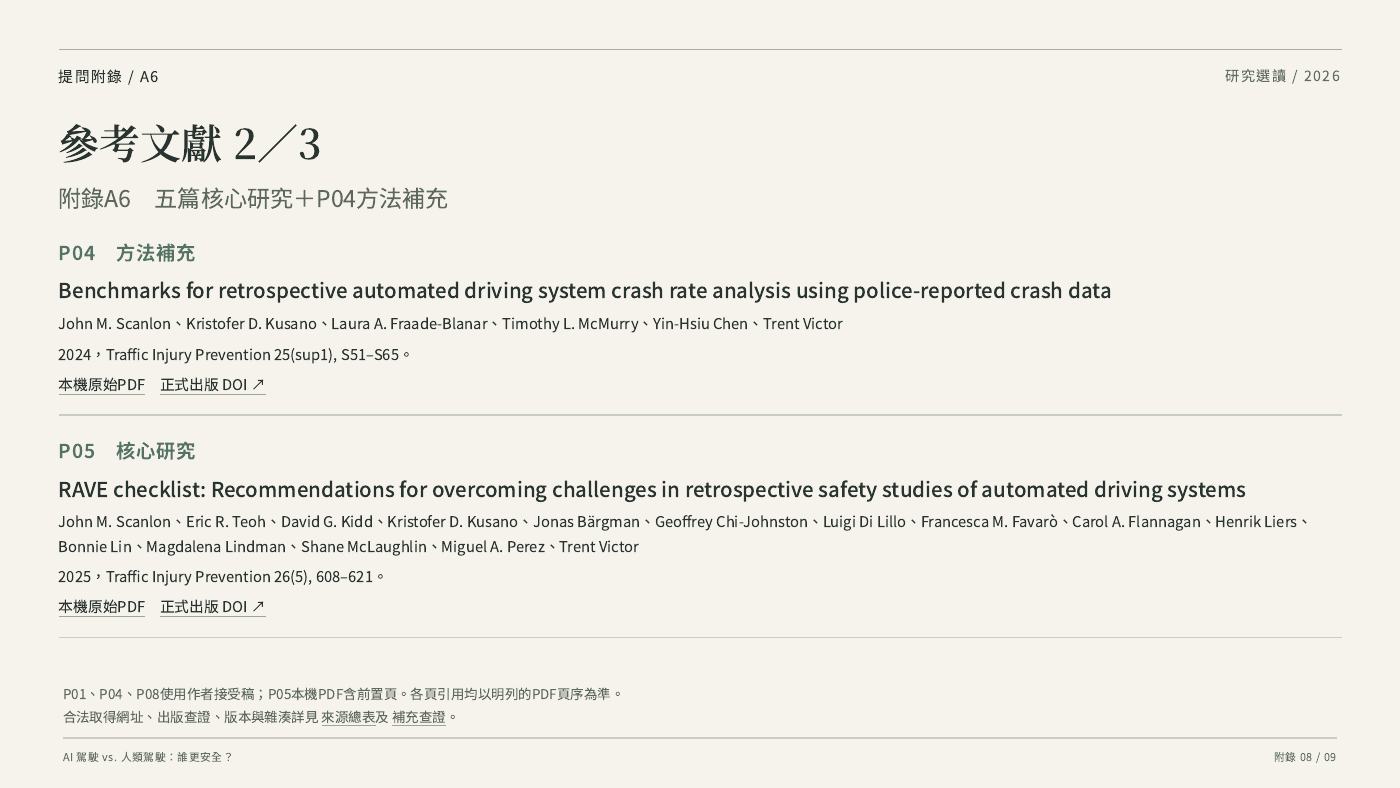 提問附錄 / A6
研究選讀 / 2026
參考文獻 2／3
附錄A6　五篇核心研究＋P04方法補充
P04　方法補充
Benchmarks for retrospective automated driving system crash rate analysis using police-reported crash data
John M. Scanlon、Kristofer D. Kusano、Laura A. Fraade-Blanar、Timothy L. McMurry、Yin-Hsiu Chen、Trent Victor
2024，Traffic Injury Prevention 25(sup1), S51–S65。
本機原始PDF　正式出版 DOI ↗
P05　核心研究
RAVE checklist: Recommendations for overcoming challenges in retrospective safety studies of automated driving systems
John M. Scanlon、Eric R. Teoh、David G. Kidd、Kristofer D. Kusano、Jonas Bärgman、Geoffrey Chi-Johnston、Luigi Di Lillo、Francesca M. Favarò、Carol A. Flannagan、Henrik Liers、
Bonnie Lin、Magdalena Lindman、Shane McLaughlin、Miguel A. Perez、Trent Victor
2025，Traffic Injury Prevention 26(5), 608–621。
本機原始PDF　正式出版 DOI ↗
P01、P04、P08使用作者接受稿；P05本機PDF含前置頁。各頁引用均以明列的PDF頁序為準。
合法取得網址、出版查證、版本與雜湊詳見 來源總表及 補充查證。
AI 駕駛 vs. 人類駕駛：誰更安全？
附錄 08 / 09